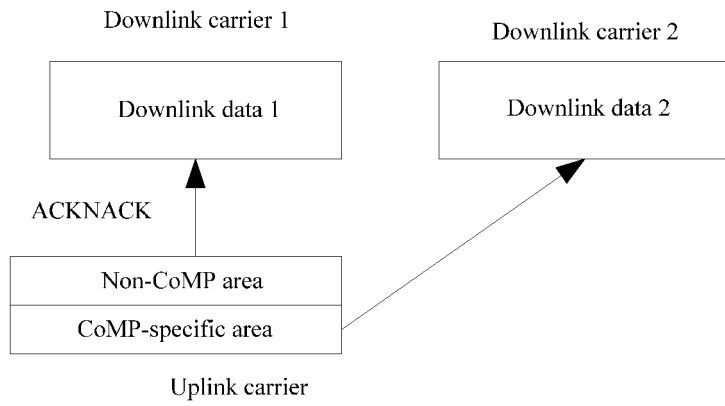 Downlink carrier 1
Downlink carrier 2
Downlink data 1
Downlink data 2
ACKNACK
Non-CoMP area
CoMP-specific area
Uplink carrier